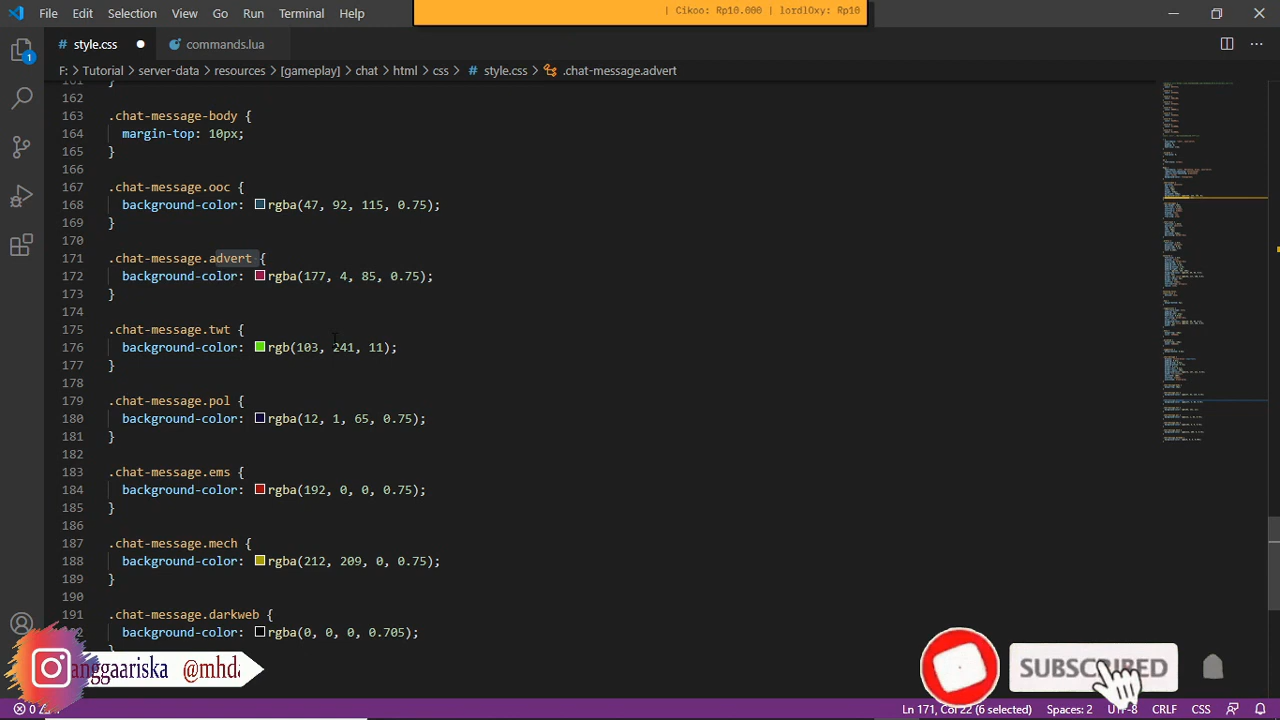 File Edit Selection View Go Run Terminal Help
| Cikoo: Rp10.000 | lordlOxy: Rp10
style.css
commands.lua
F: > Tutorial > server-data > resources > [gameplay] > chat > html > css > style.css > .chat-message.advert
1
161 }
162
163 .chat-message-body {
164 margin-top: 10px;
165 }
166
167 .chat-message.ooc {
168 background-color: rgba(47, 92, 115, 0.75);
169 }
170
171 .chat-message.advert {
172 background-color: rgba(177, 4, 85, 0.75);
173 }
174
175 .chat-message.twt {
176 background-color: rgb(103, 241, 11);
177 }
178
179 .chat-message.pol {
180 background-color: rgba(12, 1, 65, 0.75);
181 }
182
183 .chat-message.ems {
184 background-color: rgba(192, 0, 0, 0.75);
185 }
186
187 .chat-message.mech {
188 background-color: rgba(212, 209, 0, 0.75);
189 }
190
191 .chat-message.darkweb {
background-color: rgba(0, 0, 0, 0.705);
anggaariska @mhda
SUBSCRIBED
0
Ln 171, Col 22 (6 selected) Spaces: 2 UTF-8 CRLF CSS